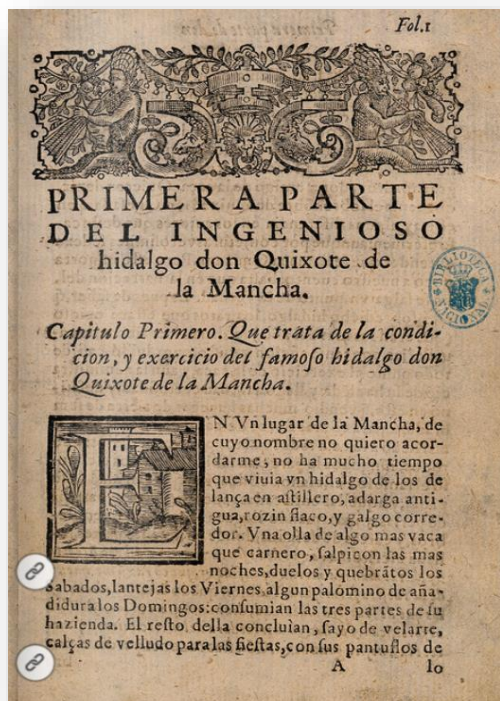 Fol.1
PRIMERA PARTE
DEL INGENIOSO
hidalgo don Quixote de
la Mancha.
Capitulo Primero. Que trata de la condi-
cion, y exercicio del famoſo hidalgo don
Quixote de la Mancha.
EN Vn lugar de la Mancha, de
cuyo nombre no quiero acor-
darme, no ha mucho tiempo
que viuia vn hidalgo de los de
lança en aſtillero, adarga anti-
gua, rozin flaco, y galgo corre-
dor. Vna olla de algo mas vaca
que carnero, ſalpicon las mas
noches, duelos y quebrãtos los
Sabados, lantejas los Viernes, algun palomino de aña-
didura los Domingos: conſumian las tres partes de ſu
hazienda. El reſto della concluian, ſayo de velarte,
calças de velludo para las fieſtas, con ſus pantuflos de
A lo
BIBLIOTECA NACIONAL